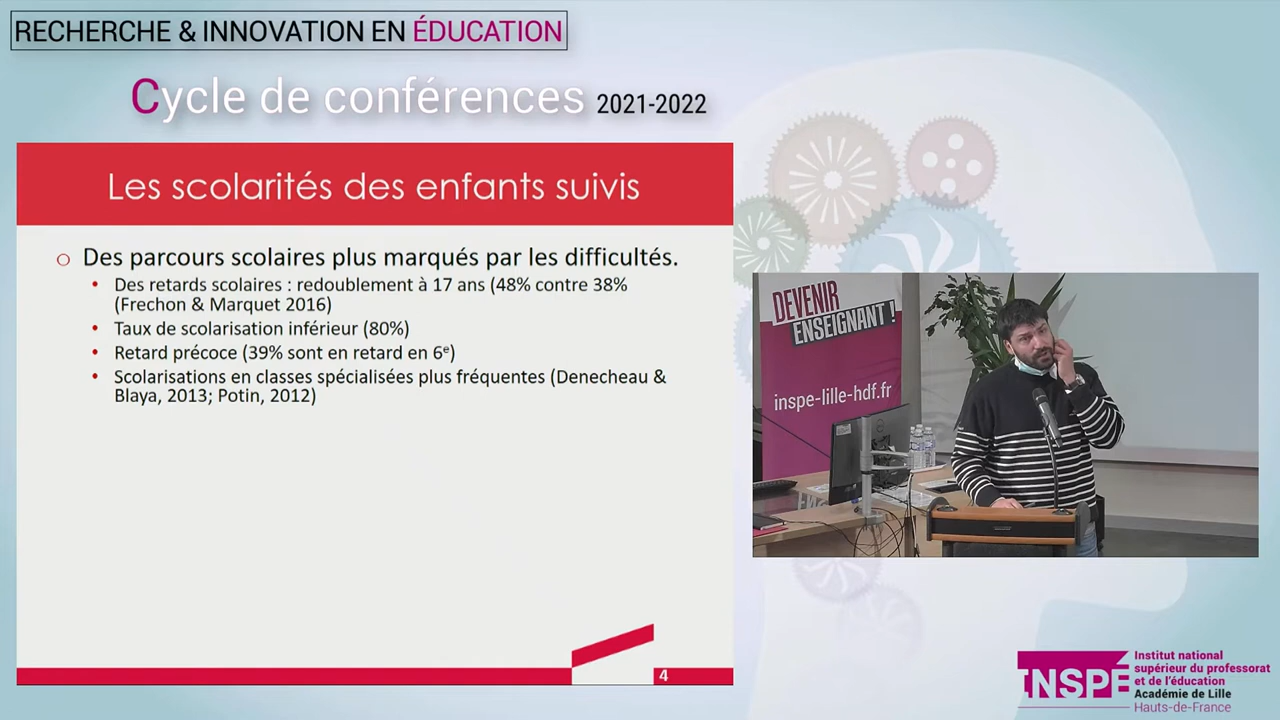 RECHERCHE & INNOVATION EN ÉDUCATION
Cycle de conférences 2021-2022
Les scolarités des enfants suivis
Des parcours scolaires plus marqués par les difficultés.
Des retards scolaires : redoublement à 17 ans (48% contre 38%
(Frechon & Marquet 2016)
Taux de scolarisation inférieur (80%)
Retard précoce (39% sont en retard en 6e)
Scolarisations en classes spécialisées plus fréquentes (Denecheau &
Blaya, 2013; Potin, 2012)
4
DEVENIR
ENSEIGNANT !
inspe-lille-hdf.fr
INSPÉ
Institut national
supérieur du professorat
et de l'éducation
Académie de Lille
Hauts-de-France